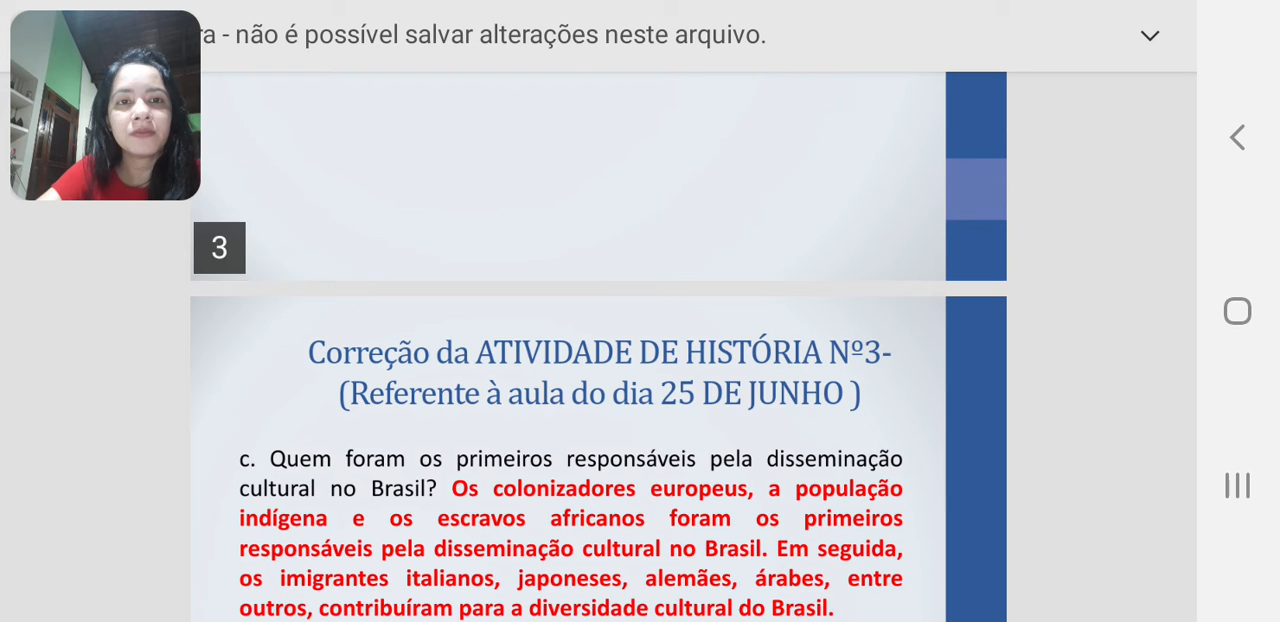 ra - não é possível salvar alterações neste arquivo.
3
Correção da ATIVIDADE DE HISTÓRIA Nº3-
(Referente à aula do dia 25 DE JUNHO )
c. Quem foram os primeiros responsáveis pela disseminação
cultural no Brasil? Os colonizadores europeus, a população
indígena e os escravos africanos foram os primeiros
responsáveis pela disseminação cultural no Brasil. Em seguida,
os imigrantes italianos, japoneses, alemães, árabes, entre
outros, contribuíram para a diversidade cultural do Brasil.